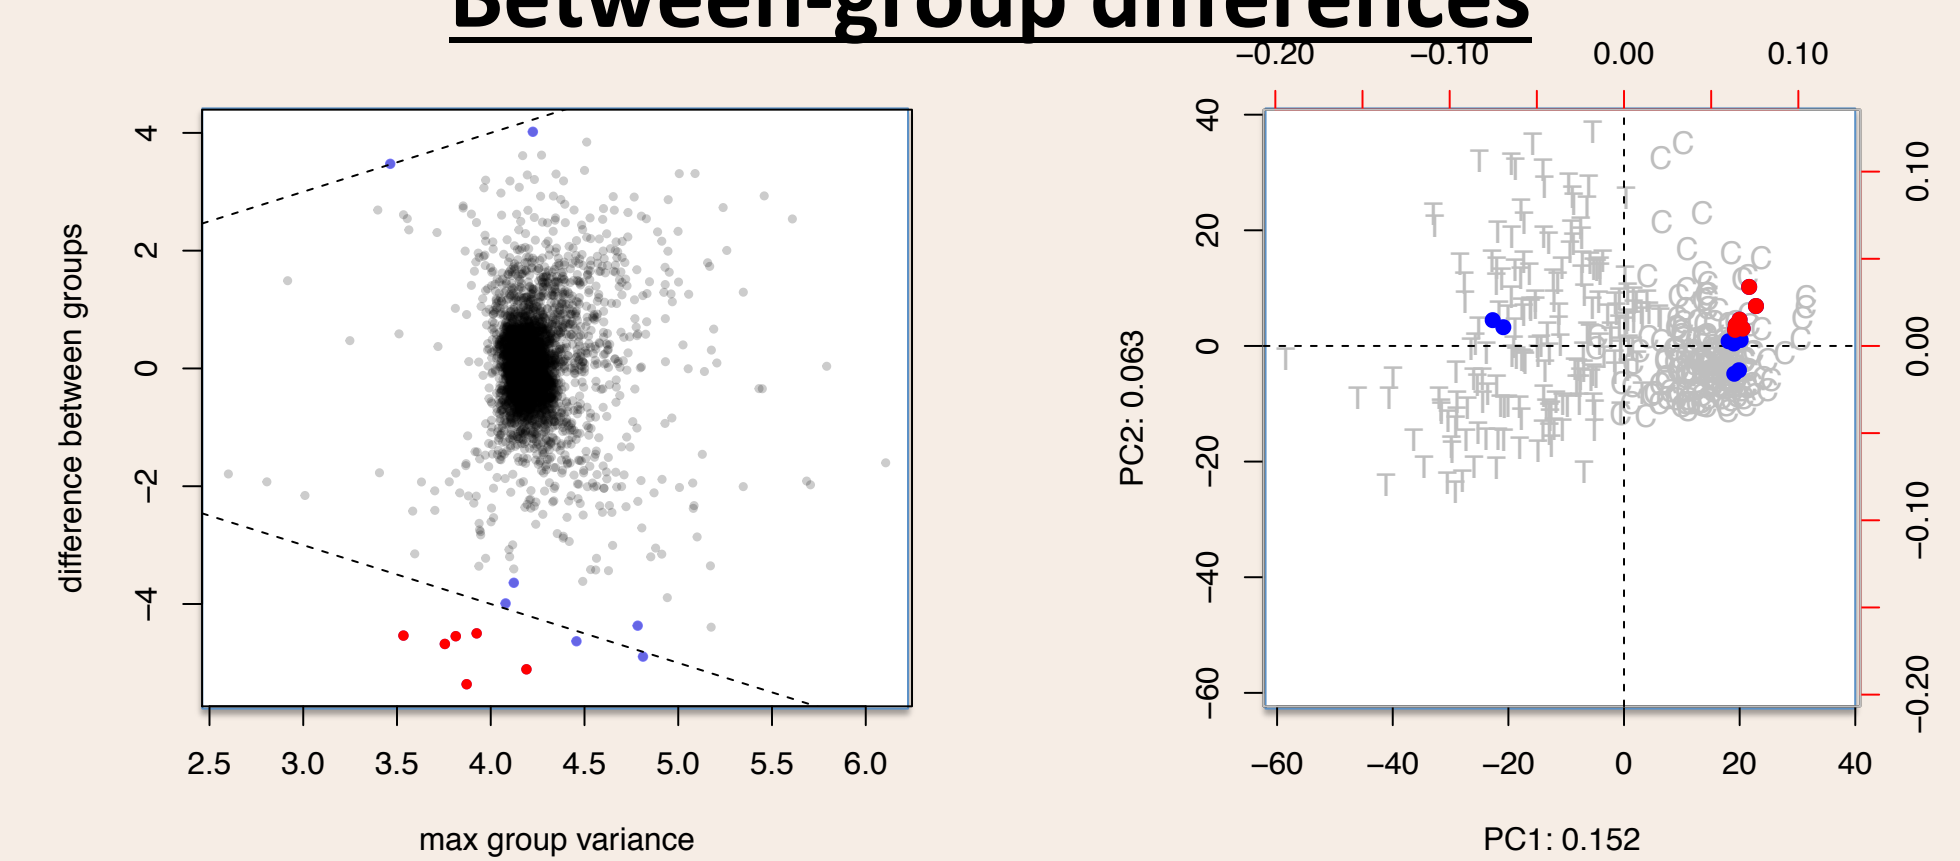 Between-group differences
4
2
0
−2
−4
difference between groups
2.5 3.0 3.5 4.0 4.5 5.0 5.5 6.0
max group variance
−0.20 −0.10 0.00 0.10
40
20
0
−20
−40
−60
PC2: 0.063
0.10
0.00
−0.10
−0.20
−60 −40 −20 0 20 40
PC1: 0.152